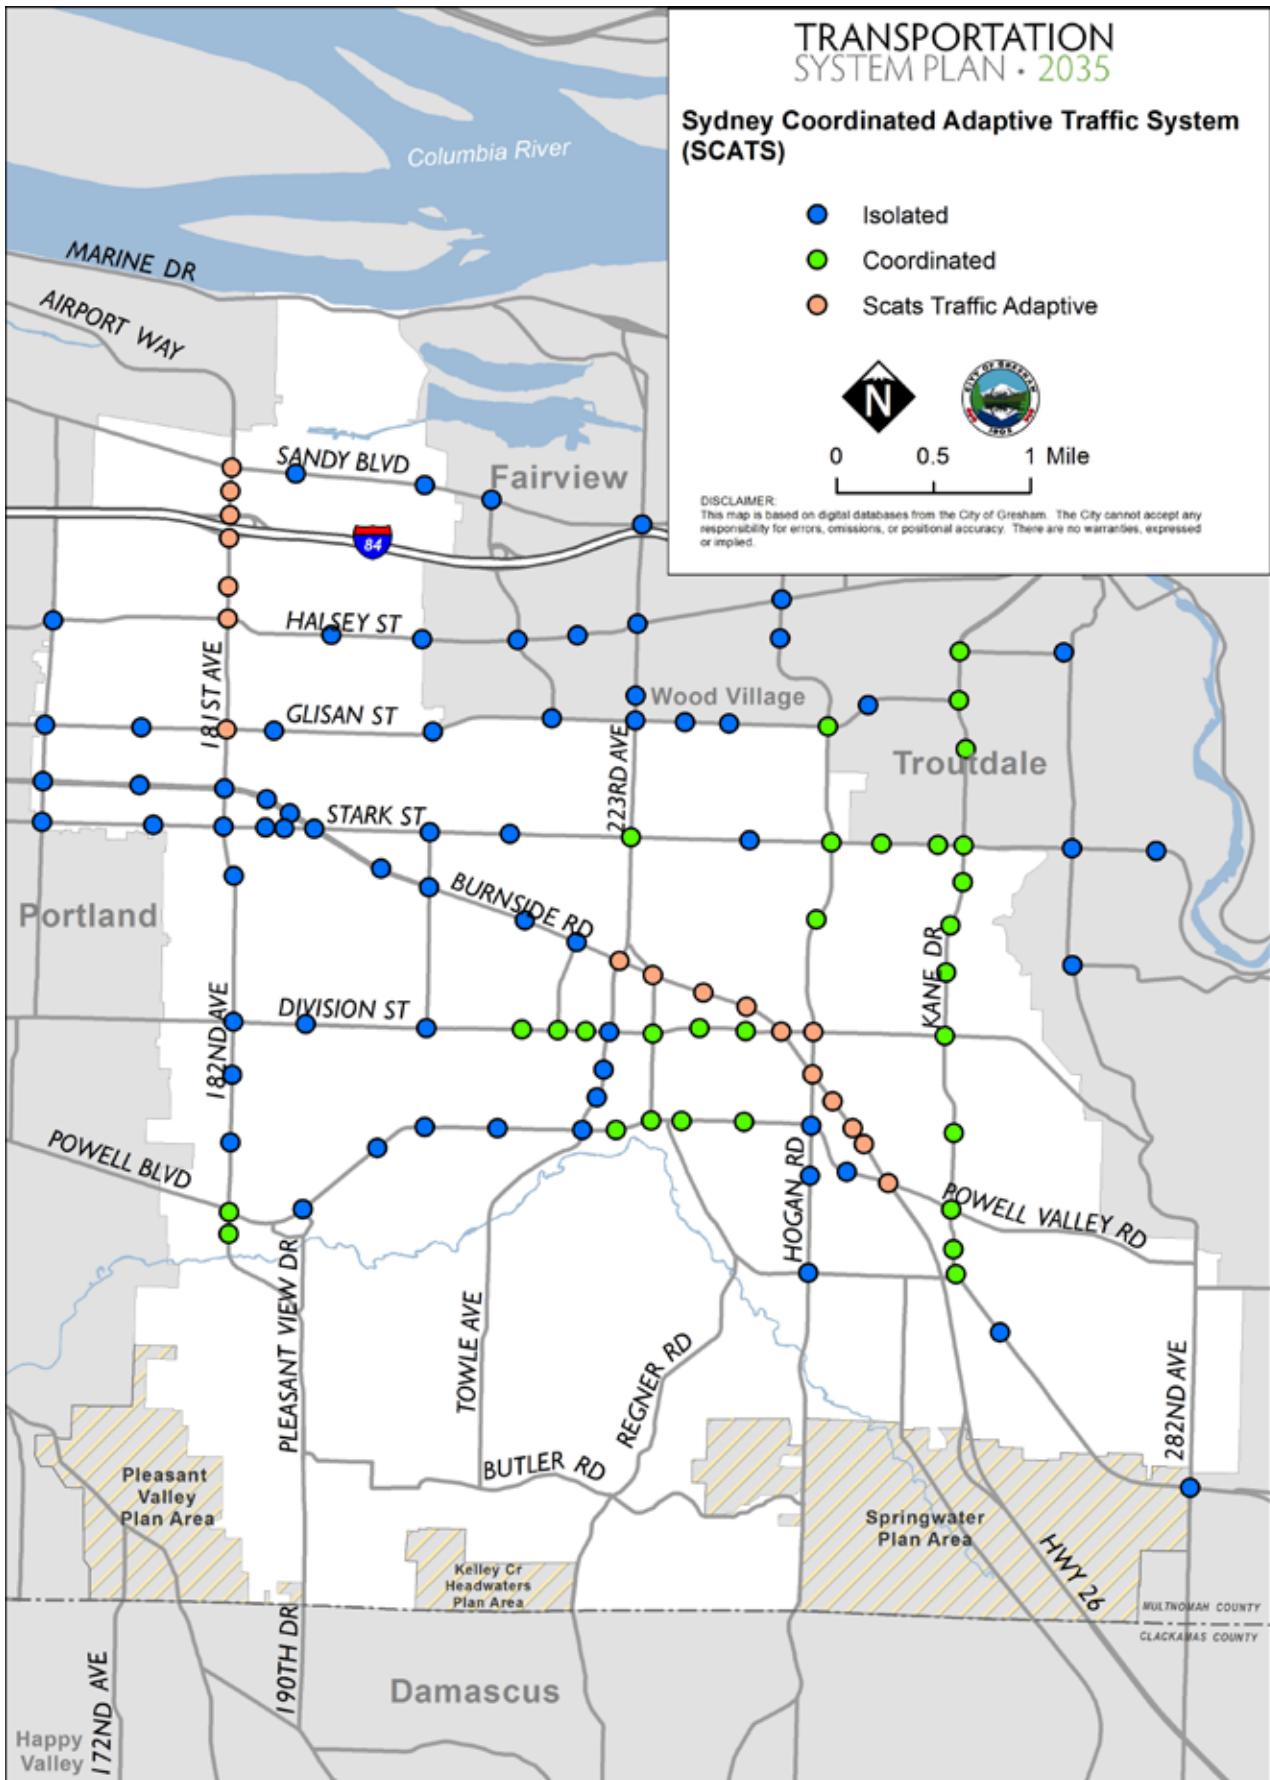 TRANSPORTATION
SYSTEM PLAN • 2035
Sydney Coordinated Adaptive Traffic System
(SCATS)
Isolated
Coordinated
Scats Traffic Adaptive
N
CITY OF GRESHAM
1905
0 0.5 1 Mile
DISCLAIMER:
This map is based on digital databases from the City of Gresham. The City cannot accept any
responsibility for errors, omissions, or positional accuracy. There are no warranties, expressed
or implied.
Columbia River
MARINE DR
AIRPORT WAY
SANDY BLVD
Fairview
84
HALSEY ST
181ST AVE
GLISAN ST
Wood Village
223RD AVE
Troutdale
STARK ST
BURNSIDE RD
Portland
KANE DR
182ND AVE
DIVISION ST
POWELL BLVD
HOGAN RD
POWELL VALLEY RD
PLEASANT VIEW DR
TOWLE AVE
REGNER RD
282ND AVE
BUTLER RD
Pleasant
Valley
Plan Area
Springwater
Plan Area
Kelley Cr
Headwaters
Plan Area
HWY 26
MULTNOMAH COUNTY
CLACKAMAS COUNTY
190TH DR
172ND AVE
Damascus
Happy
Valley